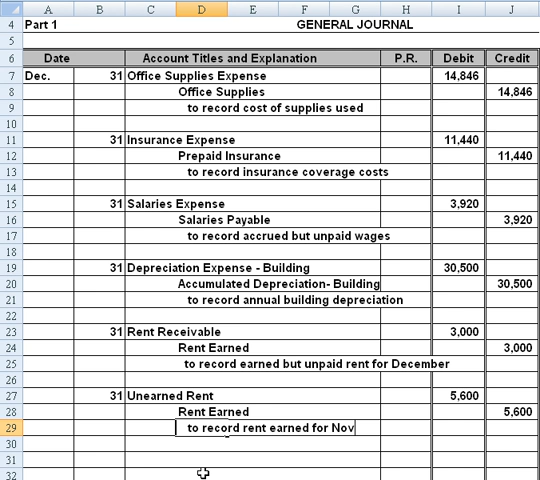 A B C D E F G H I J
4 Part 1 GENERAL JOURNAL
5
6 Date Account Titles and Explanation P.R. Debit Credit
7 Dec. 31 Office Supplies Expense 14,846
8 Office Supplies 14,846
9 to record cost of supplies used
10
11 31 Insurance Expense 11,440
12 Prepaid Insurance 11,440
13 to record insurance coverage costs
14
15 31 Salaries Expense 3,920
16 Salaries Payable 3,920
17 to record accrued but unpaid wages
18
19 31 Depreciation Expense - Building 30,500
20 Accumulated Depreciation- Building 30,500
21 to record annual building depreciation
22
23 31 Rent Receivable 3,000
24 Rent Earned 3,000
25 to record earned but unpaid rent for December
26
27 31 Unearned Rent 5,600
28 Rent Earned 5,600
29 to record rent earned for Nov
30
31
32